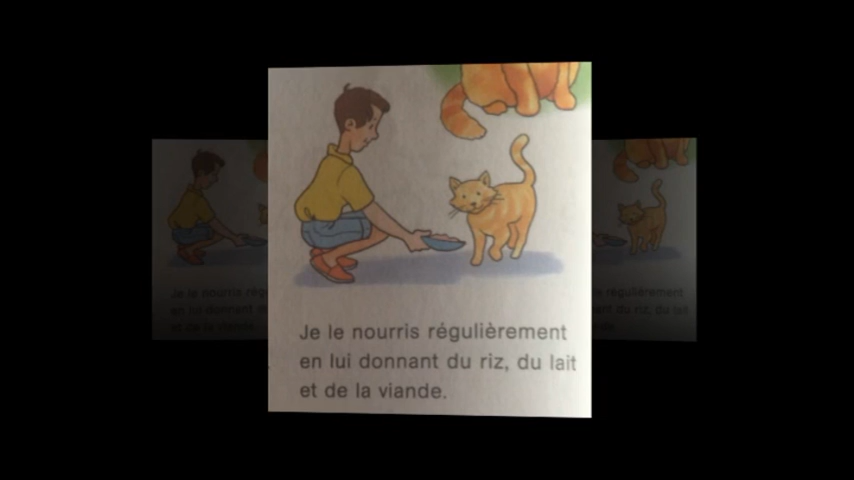 Je le nourris régulièrement
en lui donnant du riz, du lait
et de la viande.